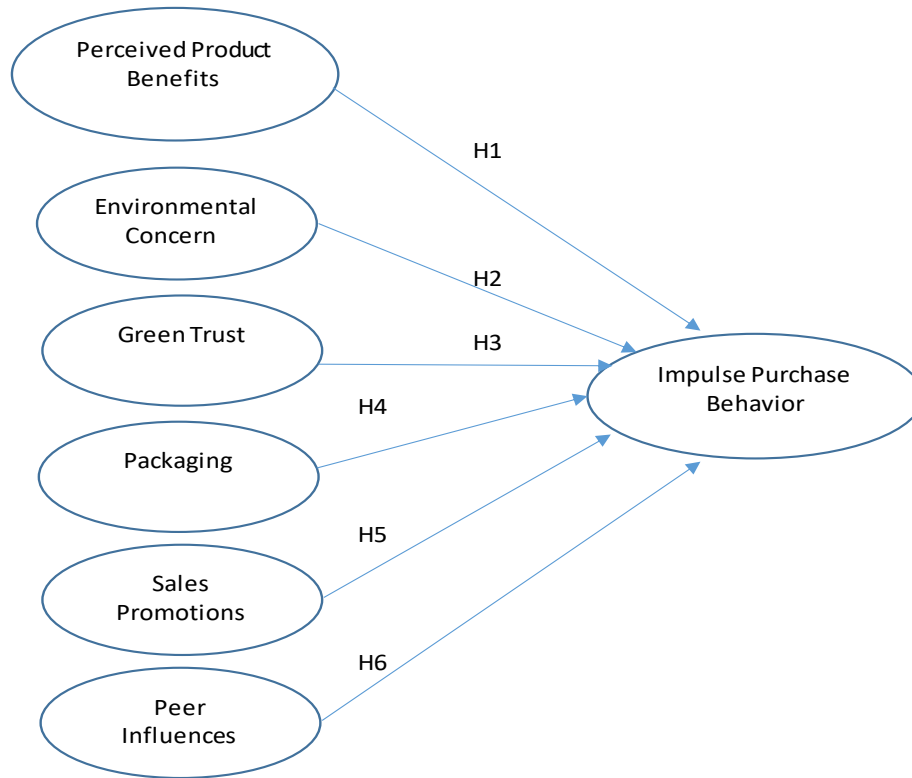 Perceived Product
Benefits
H1
Environmental
Concern
H2
Green Trust
H3
Impulse Purchase
Behavior
H4
Packaging
H5
Sales
Promotions
H6
Peer
Influences